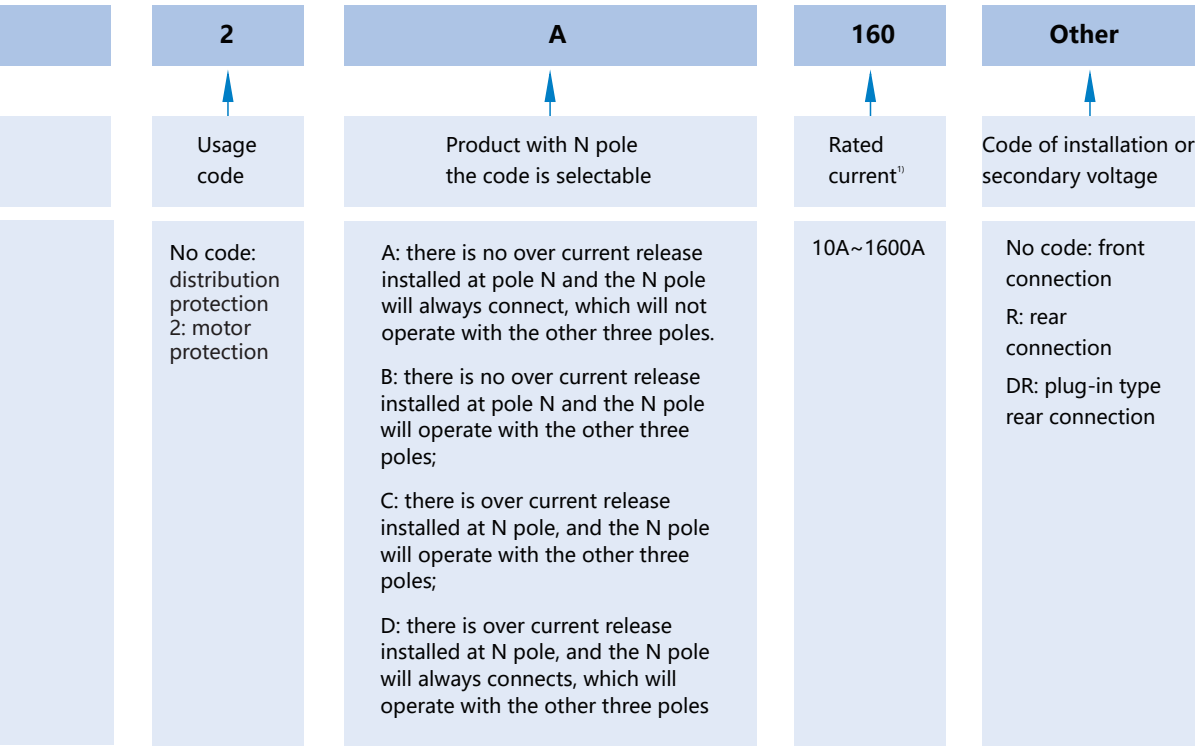 2
A
160
Other
Usage
code
Product with N pole
the code is selectable
Rated
current¹⁾
Code of installation or
secondary voltage
No code:
distribution
protection
2: motor
protection
A: there is no over current release
installed at pole N and the N pole
will always connect, which will not
operate with the other three poles.
B: there is no over current release
installed at pole N and the N pole
will operate with the other three
poles;
C: there is over current release
installed at N pole, and the N pole
will operate with the other three
poles;
D: there is over current release
installed at N pole, and the N pole
will always connects, which will
operate with the other three poles
10A~1600A
No code: front
connection
R: rear
connection
DR: plug-in type
rear connection